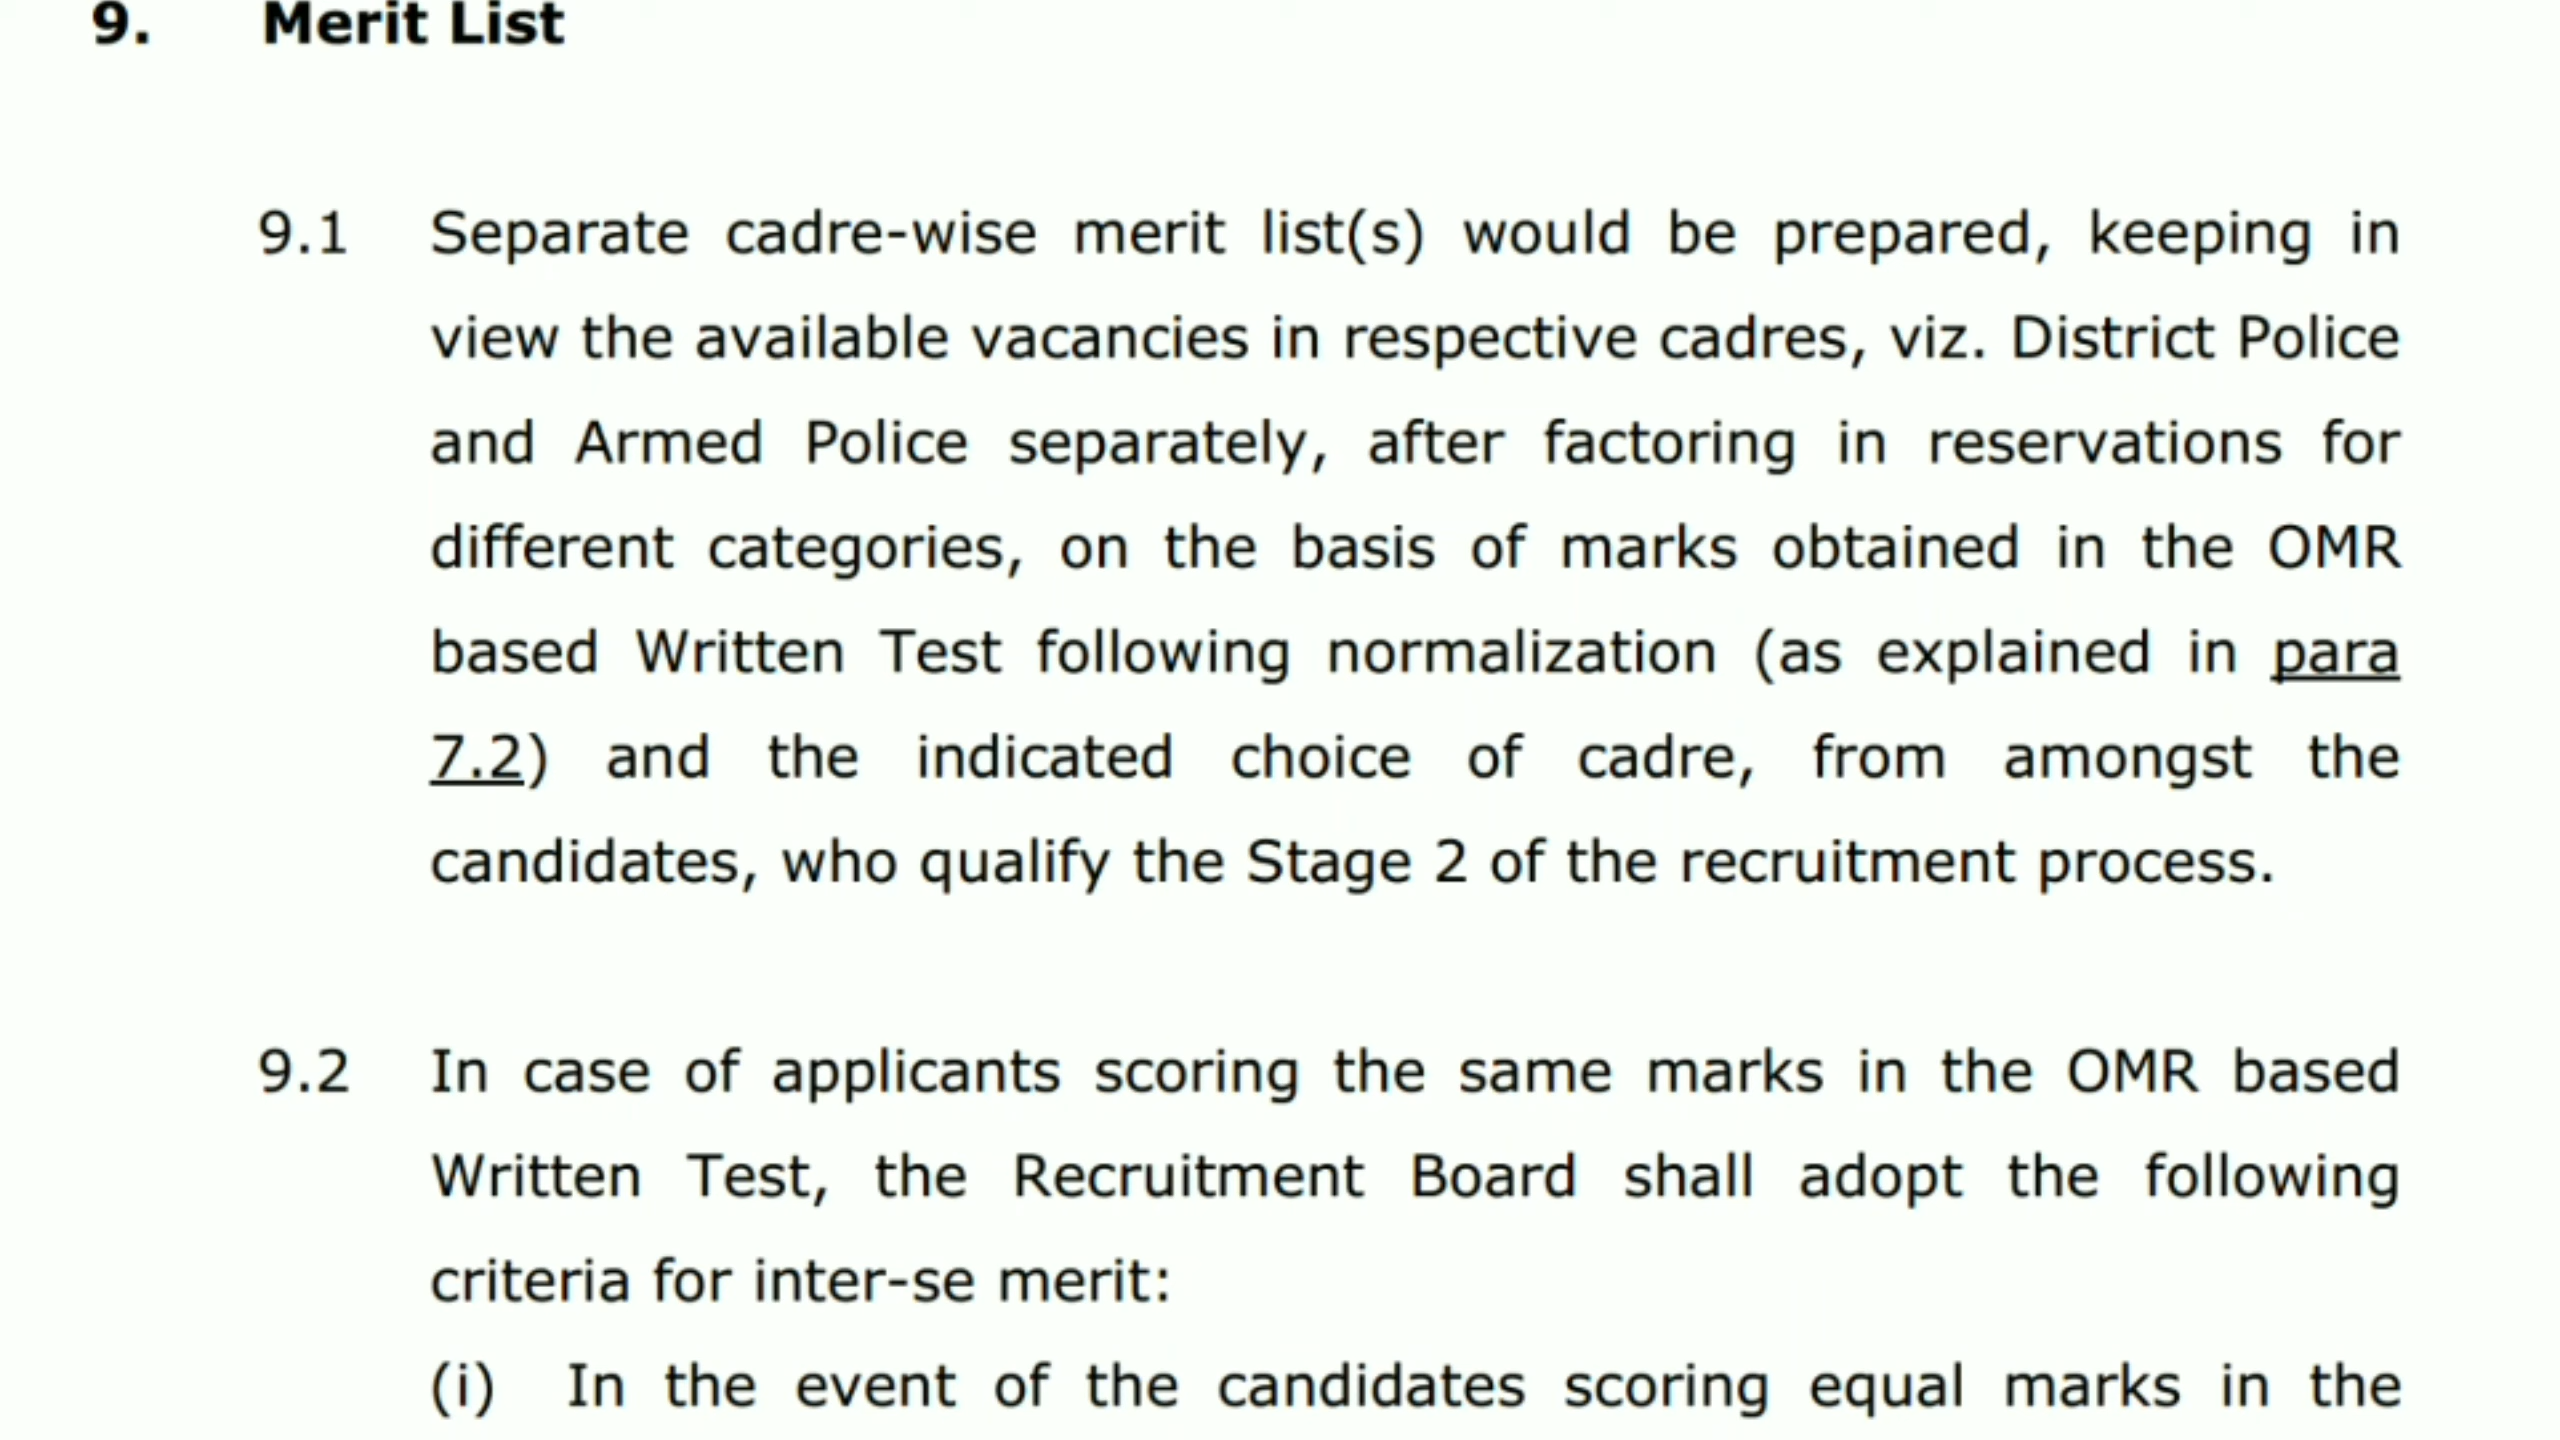 9. Merit List
9.1 Separate cadre-wise merit list(s) would be prepared, keeping in
view the available vacancies in respective cadres, viz. District Police
and Armed Police separately, after factoring in reservations for
different categories, on the basis of marks obtained in the OMR
based Written Test following normalization (as explained in para
7.2) and the indicated choice of cadre, from amongst the
candidates, who qualify the Stage 2 of the recruitment process.
9.2 In case of applicants scoring the same marks in the OMR based
Written Test, the Recruitment Board shall adopt the following
criteria for inter-se merit:
(i) In the event of the candidates scoring equal marks in the